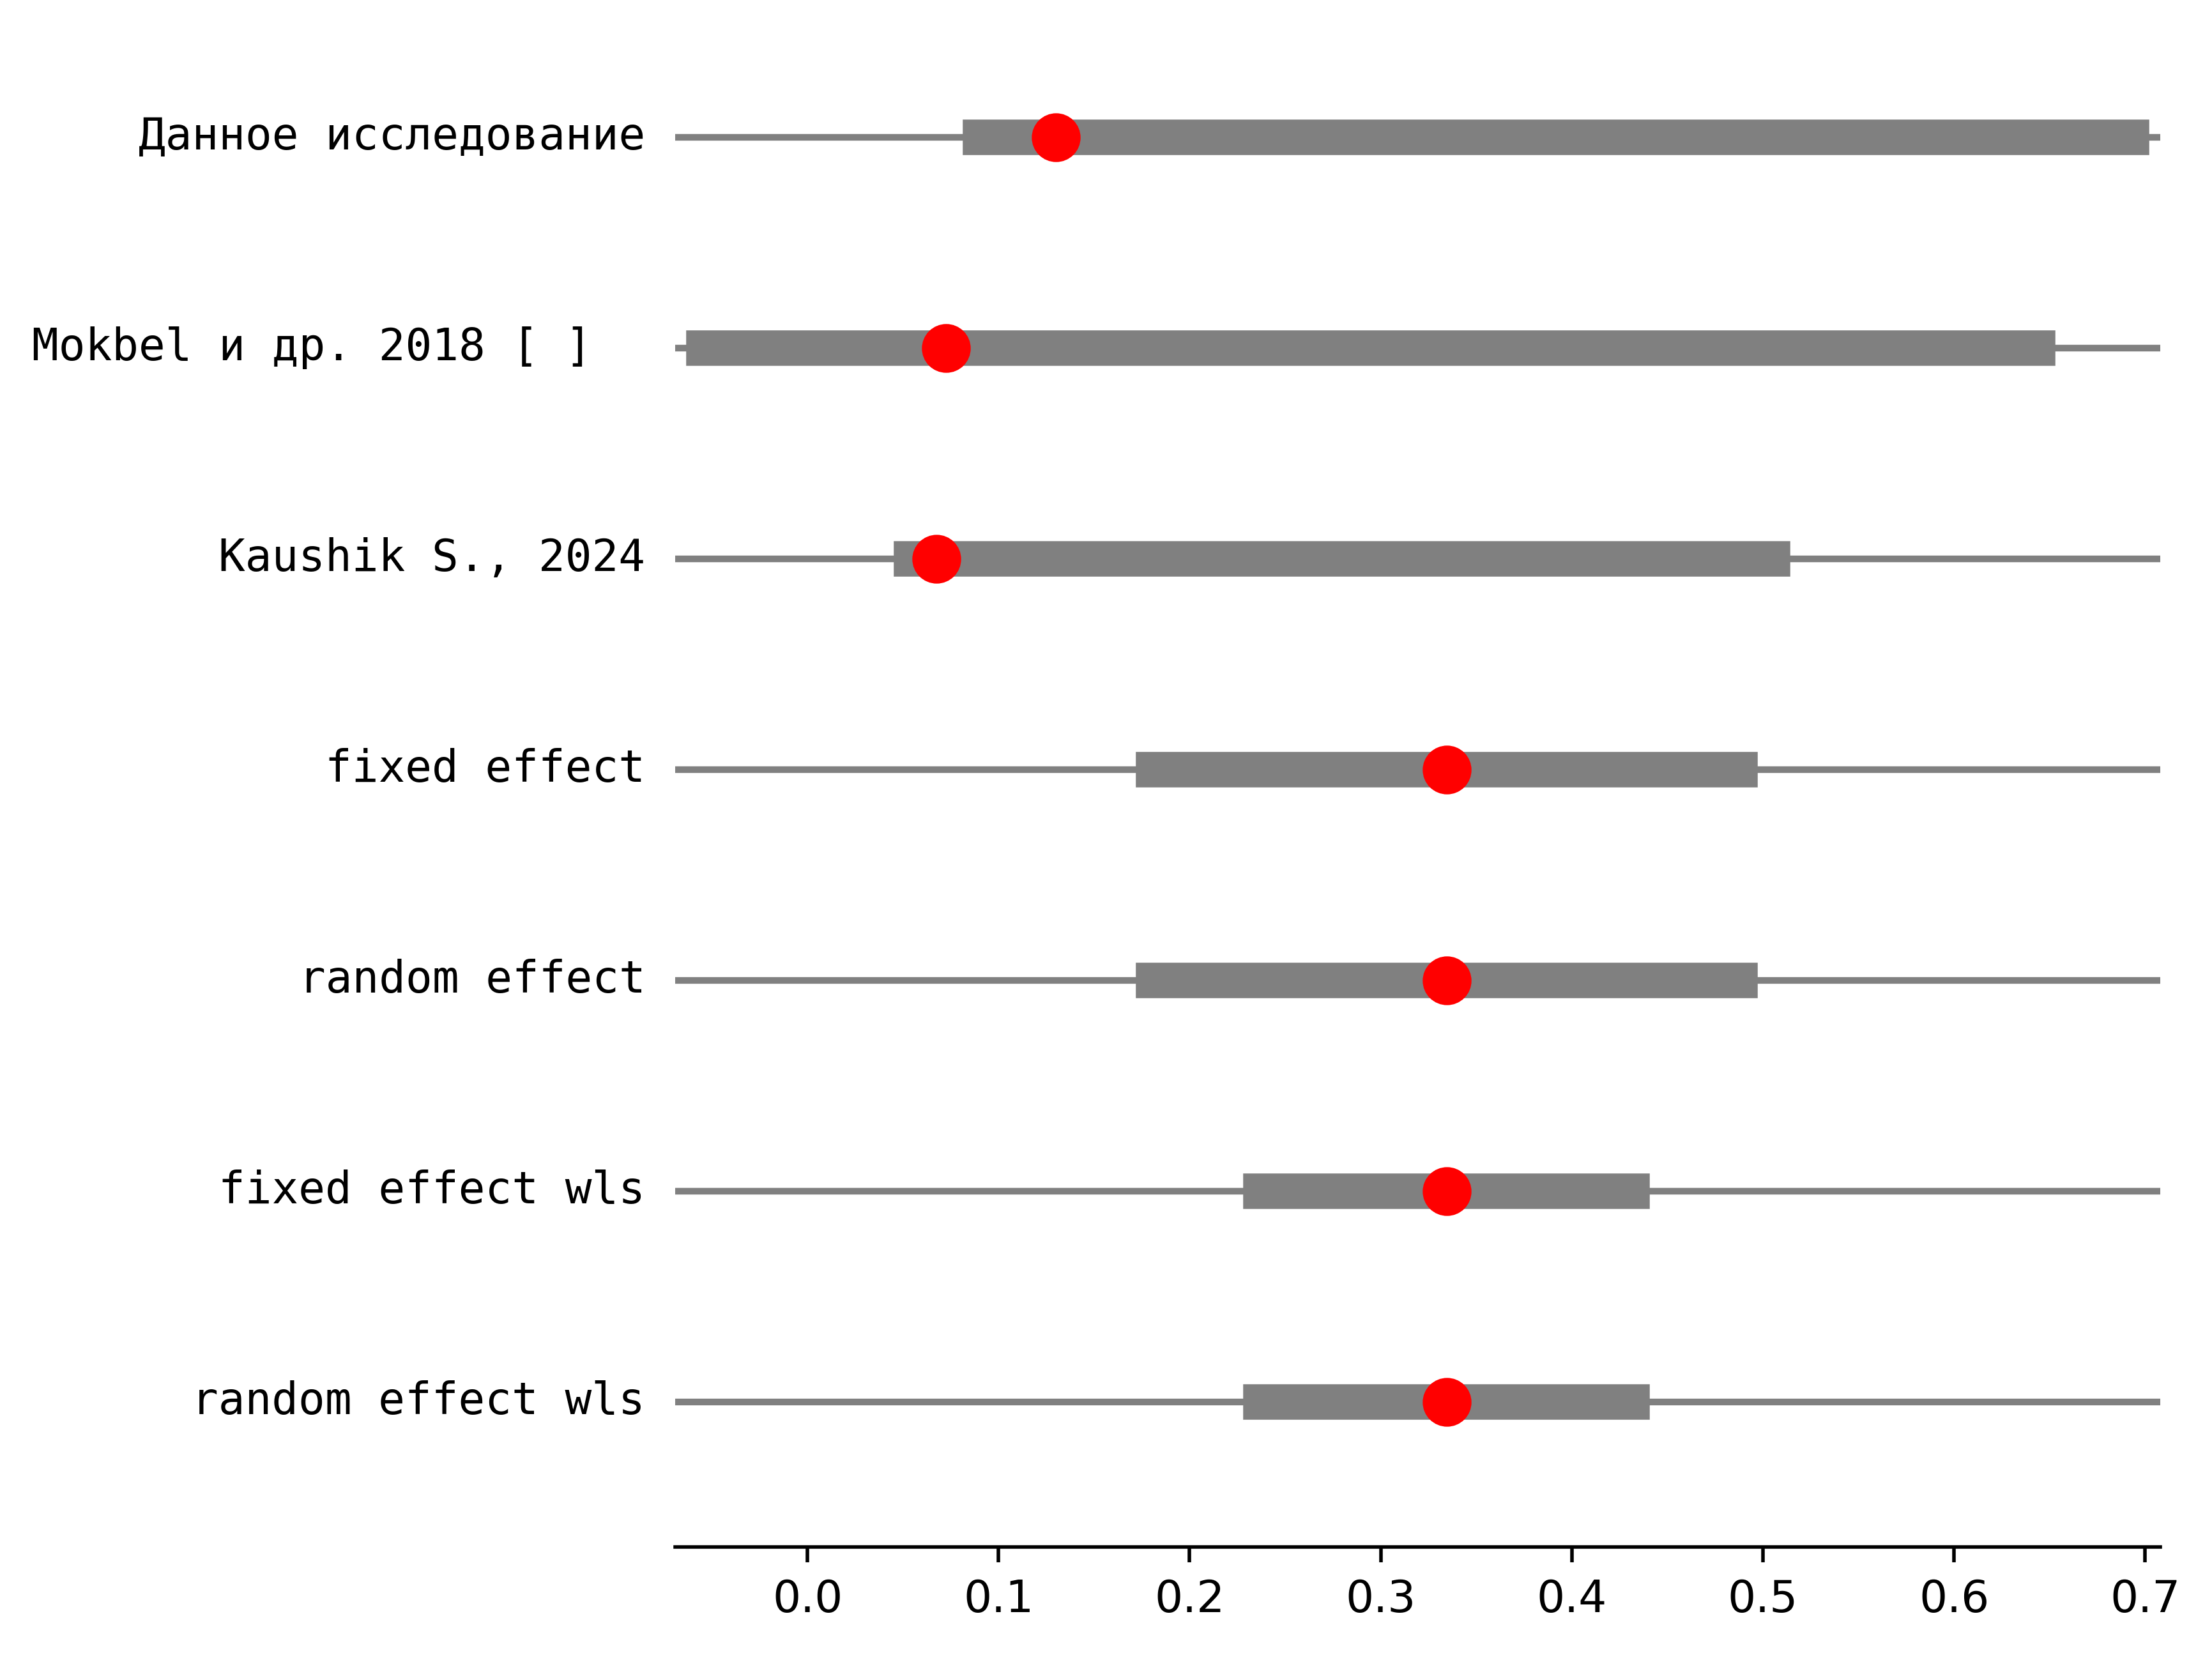 Данное исследование
Mokbel и др. 2018 [ ]
Kaushik S., 2024
fixed effect
random effect
fixed effect wls
random effect wls
0.0 0.1 0.2 0.3 0.4 0.5 0.6 0.7